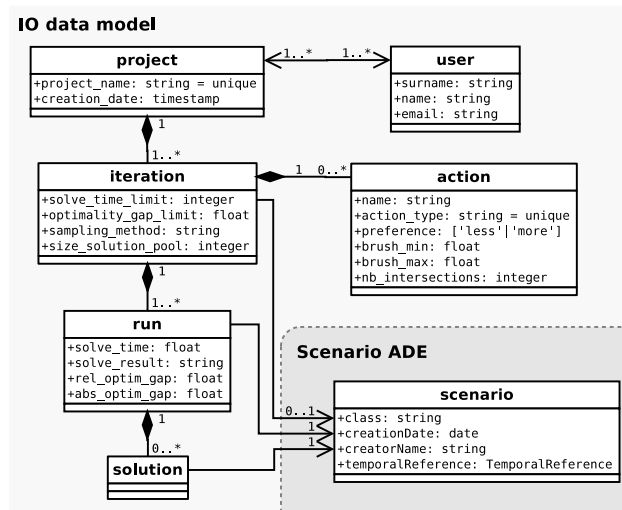 IO data model
project
+project_name: string = unique
+creation_date: timestamp
1..*
1..*
user
+surname: string
+name: string
+email: string
1
1..*
iteration
+solve_time_limit: integer
+optimality_gap_limit: float
+sampling_method: string
+size_solution_pool: integer
1
0..*
action
+name: string
+action_type: string = unique
+preference: ['less'|'more']
+brush_min: float
+brush_max: float
+nb_intersections: integer
1
1..*
run
+solve_time: float
+solve_result: string
+rel_optim_gap: float
+abs_optim_gap: float
1
0..*
solution
Scenario ADE
0..1
1
1
scenario
+class: string
+creationDate: date
+creatorName: string
+temporalReference: TemporalReference